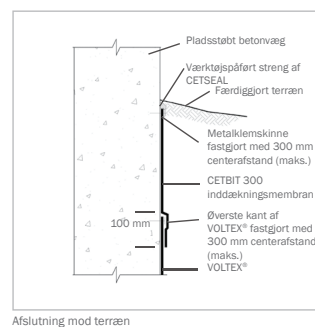 Pladsstøbt betonvæg
Værktøjspåført streng af
CETSEAL
Færdiggjort terræn
Metalklemskinne
fastgjort med 300 mm
centerafstand (maks.)
CETBIT 300
inddækningsmembran
100 mm
Øverste kant af
VOLTEX® fastgjort med
300 mm centerafstand
(maks.)
VOLTEX®
Afslutning mod terræn